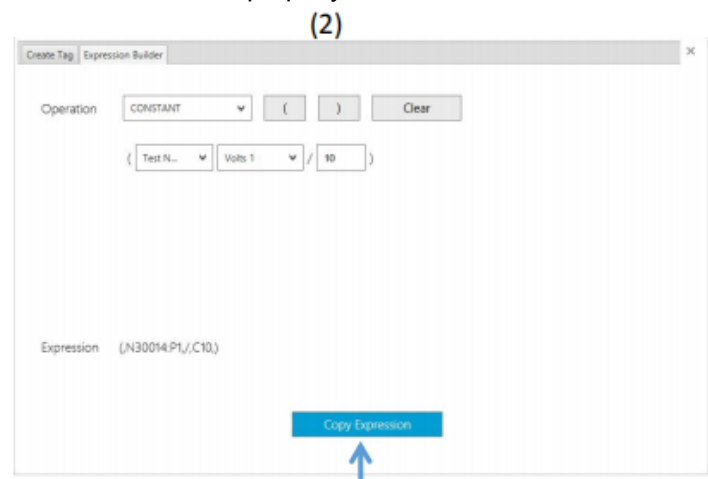 (2)
Create Tag Expression Builder ×
Operation CONSTANT ( ) Clear
( Test N... Volts 1 / 10 )
Expression (,N30014:P1,/,C10,)
Copy Expression